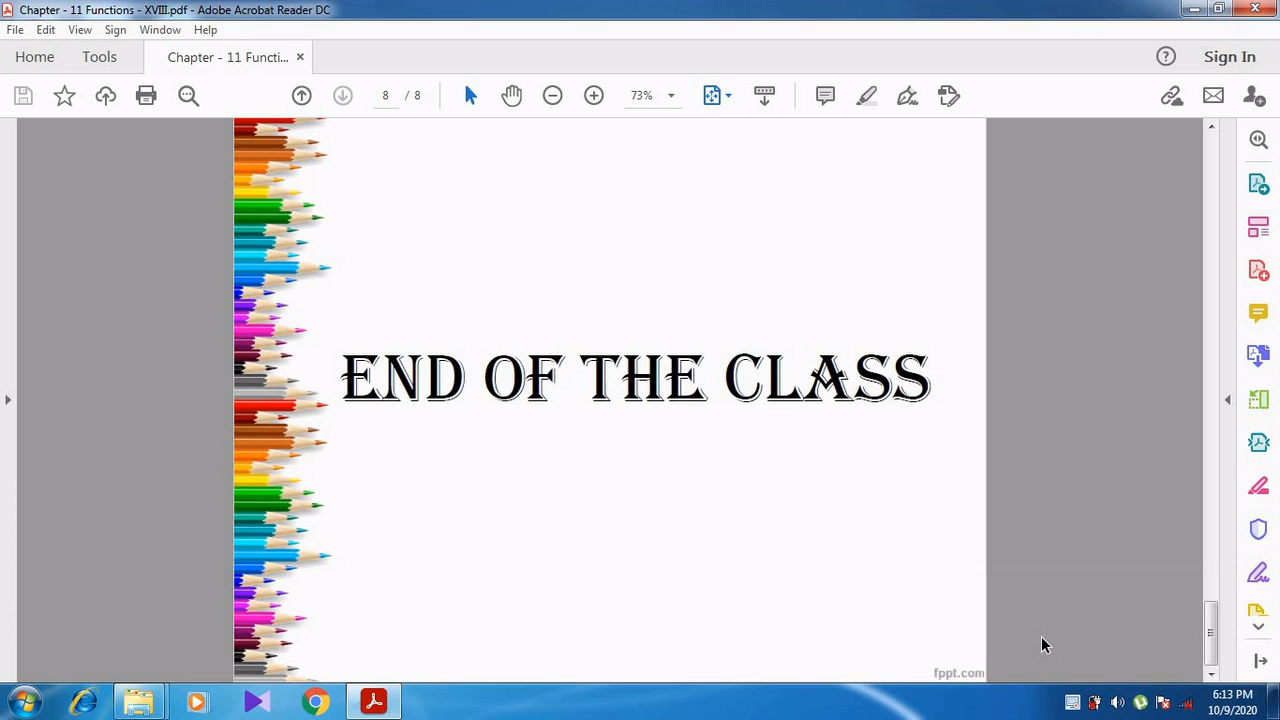 Chapter - 11 Functions - XVIII.pdf - Adobe Acrobat Reader DC
File Edit View Sign Window Help
Home Tools Chapter - 11 Functi... Sign In
8 / 8 73%
END OF THE CLASS
fppt.com
6:13 PM
10/9/2020